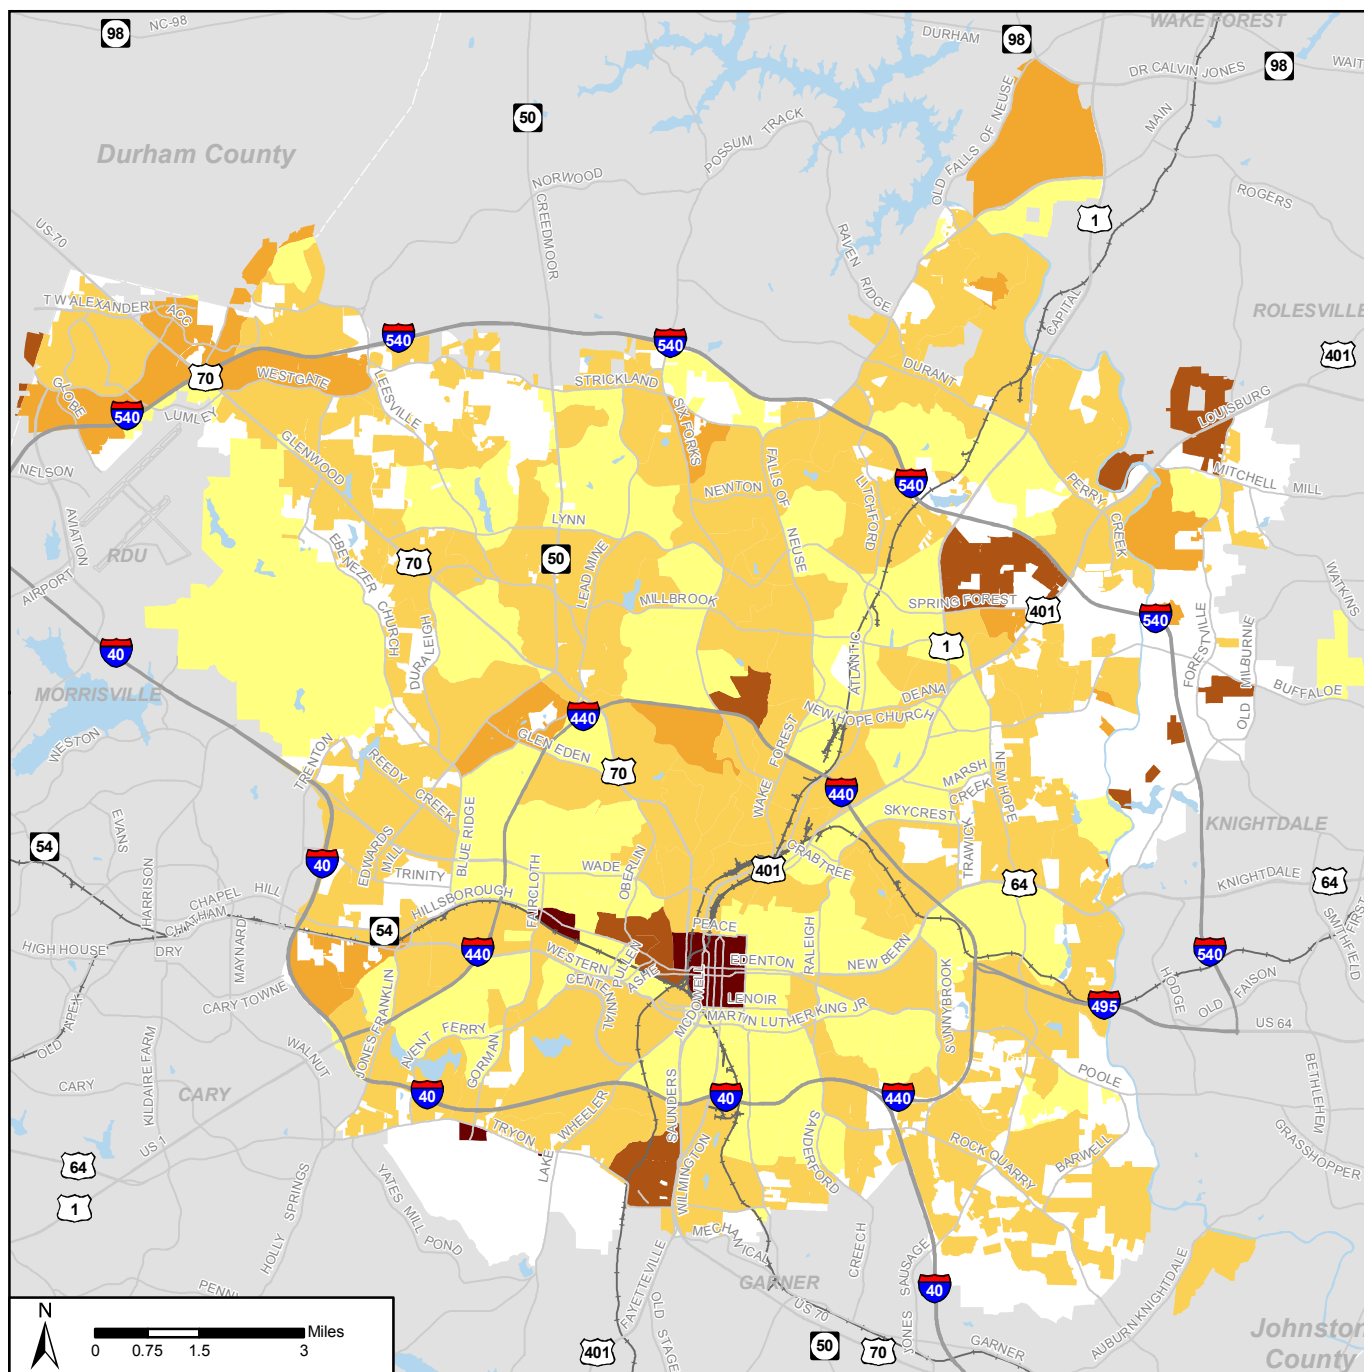 WAKE FOREST
98
NC-98
DURHAM
98
98
DR CALVIN JONES
WAIT
50
MAIN
POSSUM TRACK
OLD FALLS OF NEUSE
Durham County
NORWOOD
CREEDMOOR
ROGERS
1
US-70
RAVEN RIDGE
T W ALEXANDER
ACC
ROLESVILLE
CAPITAL
540
540
401
70
WESTGATE
LEESVILLE
STRICKLAND
DURANT
GLOBE
540
LUMLEY
SIX FORKS
LOUISBURG
GLENWOOD
FALLS OF NEUSE
NELSON
NEWTON
LITCHFORD
540
PERRY CREEK
MITCHELL MILL
AVIATION
LYNN
RDU
EBENEZER CHURCH
70
50
LEAD MINE
AIRPORT
MILLBROOK
SPRING FOREST
401
540
WATKINS
40
DURALEIGH
ATLANTIC
1
FORESTVILLE
OLD MILBURNIE
MORRISVILLE
DEANA
BUFFALOE
WESTON
440
NEW HOPE CHURCH
GLEN EDEN
TRENTON
REEDY CREEK
70
WAKE FOREST
NEW HOPE
MARSH CREEK
440
SKYCREST
EVANS
BLUE RIDGE
KNIGHTDALE
54
EDWARDS MILL
TRAWICK
40
CRABTREE
WADE
OBERLIN
401
TRINITY
FAIRCLOTH
64
KNIGHTDALE
64
HARRISON
CHAPEL HILL
HILLSBOROUGH
CHATHAM
SMITHFIELD
FIRST
54
PEACE
RALEIGH
HIGH HOUSE
DRY
MAYNARD
440
WESTERN
PULLEN
ASHE
EDENTON
NEW BERN
540
CENTENNIAL
MCDOWELL
LENOIR
SUNNYBROOK
HODGE
OLD FAISON
CARY TOWNE
JONES FRANKLIN
MARTIN LUTHER KING JR
495
US 64
OLD APEX
AVENT FERRY
GORMAN
WALNUT
KILDAIRE FARM
CARY
CARY
40
SAUNDERS
40
440
POOLE
BETHLEHEM
WHEELER
TRYON
SANDERFORD
ROCK QUARRY
BARWELL
GRASSHOPPER
US 1
64
LAKE
WILMINGTON
1
HOLLY SPRINGS
YATES MILL POND
MECHANICAL
CREECH
JONES SAUSAGE
FAYETTEVILLE
OLD STAGE
GARNER
40
AUBURN KNIGHTDALE
PENN
US 70
Johnston
County
N
Miles
0 0.75 1.5 3
401
50
70
GARNER